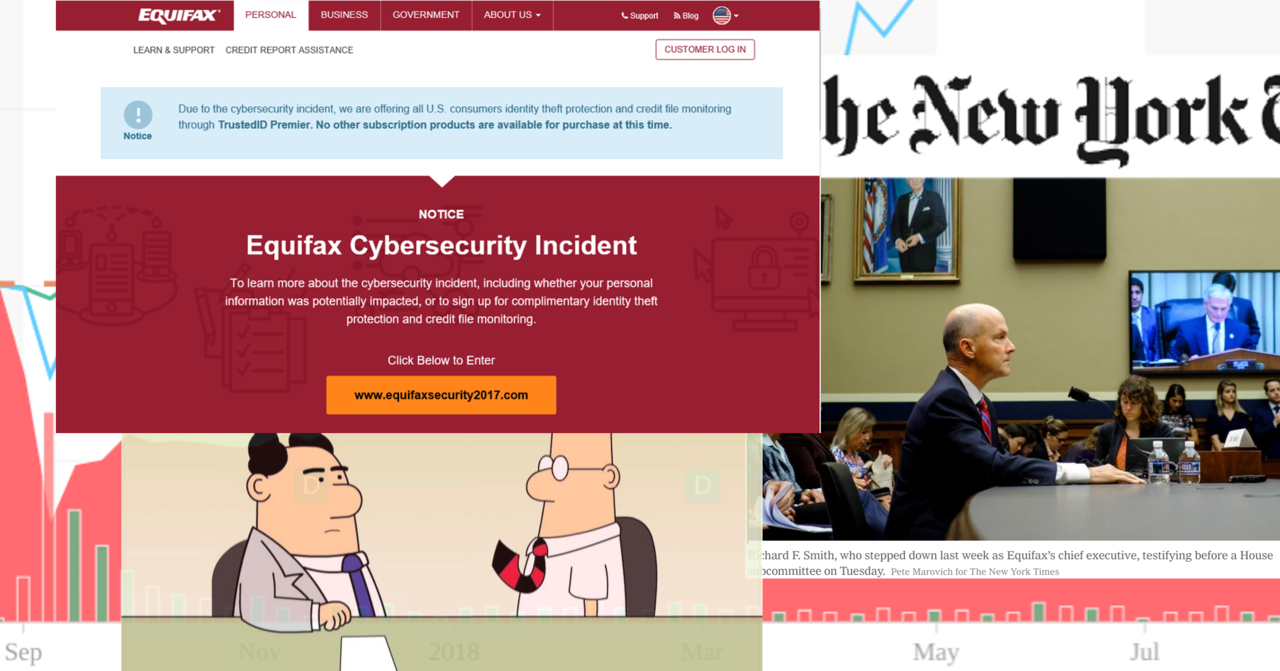 EQUIFAX
PERSONAL
BUSINESS
GOVERNMENT
ABOUT US
Support
Blog
LEARN & SUPPORT
CREDIT REPORT ASSISTANCE
CUSTOMER LOG IN
Notice
Due to the cybersecurity incident, we are offering all U.S. consumers identity theft protection and credit file monitoring
through TrustedID Premier. No other subscription products are available for purchase at this time.
NOTICE
Equifax Cybersecurity Incident
To learn more about the cybersecurity incident, including whether your personal
information was potentially impacted, or to sign up for complimentary identity theft
protection and credit file monitoring.
Click Below to Enter
www.equifaxsecurity2017.com
he New York
D
D
Richard F. Smith, who stepped down last week as Equifax's chief executive, testifying before a House
subcommittee on Tuesday. Pete Marovich for The New York Times
Sep
Nov
2018
Mar
May
Jul